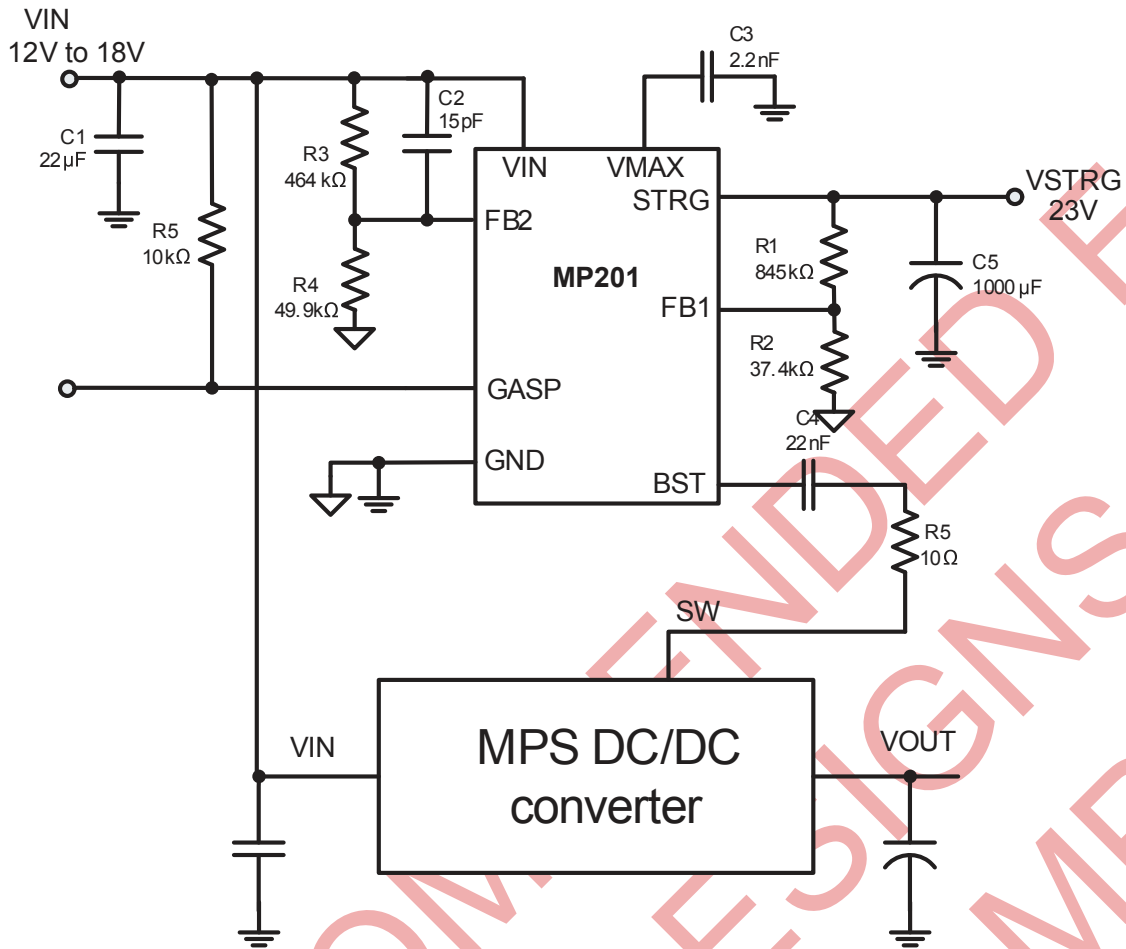 VIN
12V to 18V
C1
22µF
R5
10kΩ
R3
464 kΩ
C2
15pF
R4
49.9kΩ
C3
2.2nF
VIN
VMAX
STRG
FB2
MP201
FB1
GASP
GND
BST
VSTRG
23V
R1
845kΩ
C5
1000µF
R2
37.4kΩ
C4
22nF
R5
10Ω
SW
VIN
MPS DC/DC
converter
VOUT